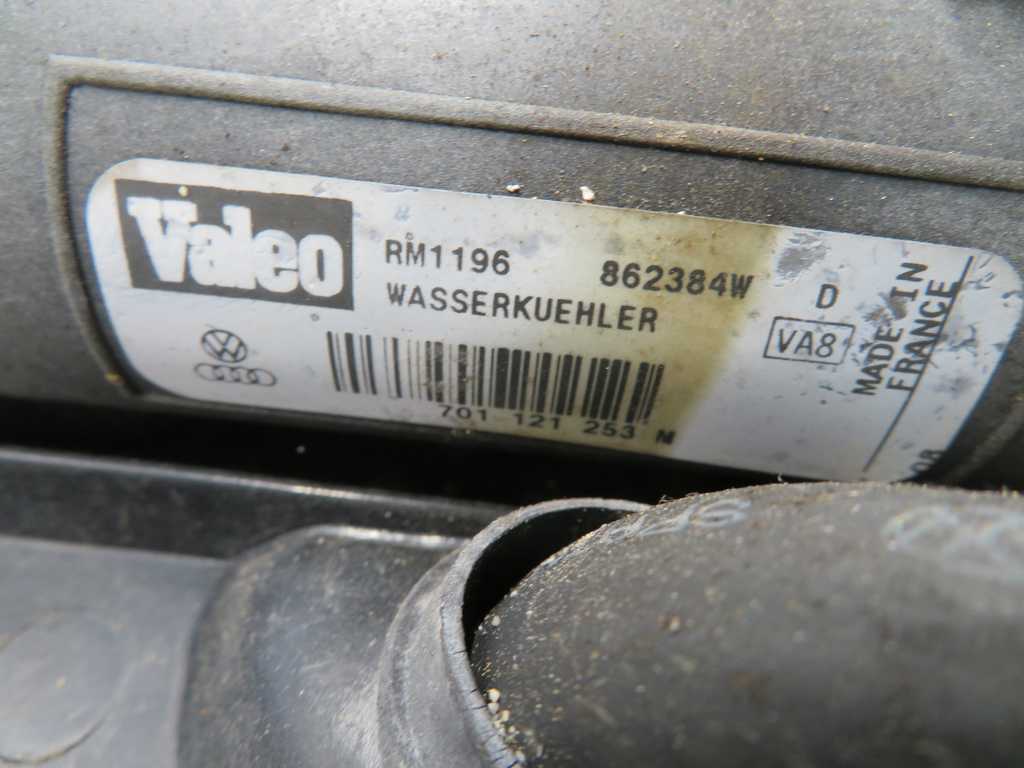 Valeo
RM1196 862384W
WASSERKUEHLER
701 121 253 N
D
VA8
MADE IN
FRANCE